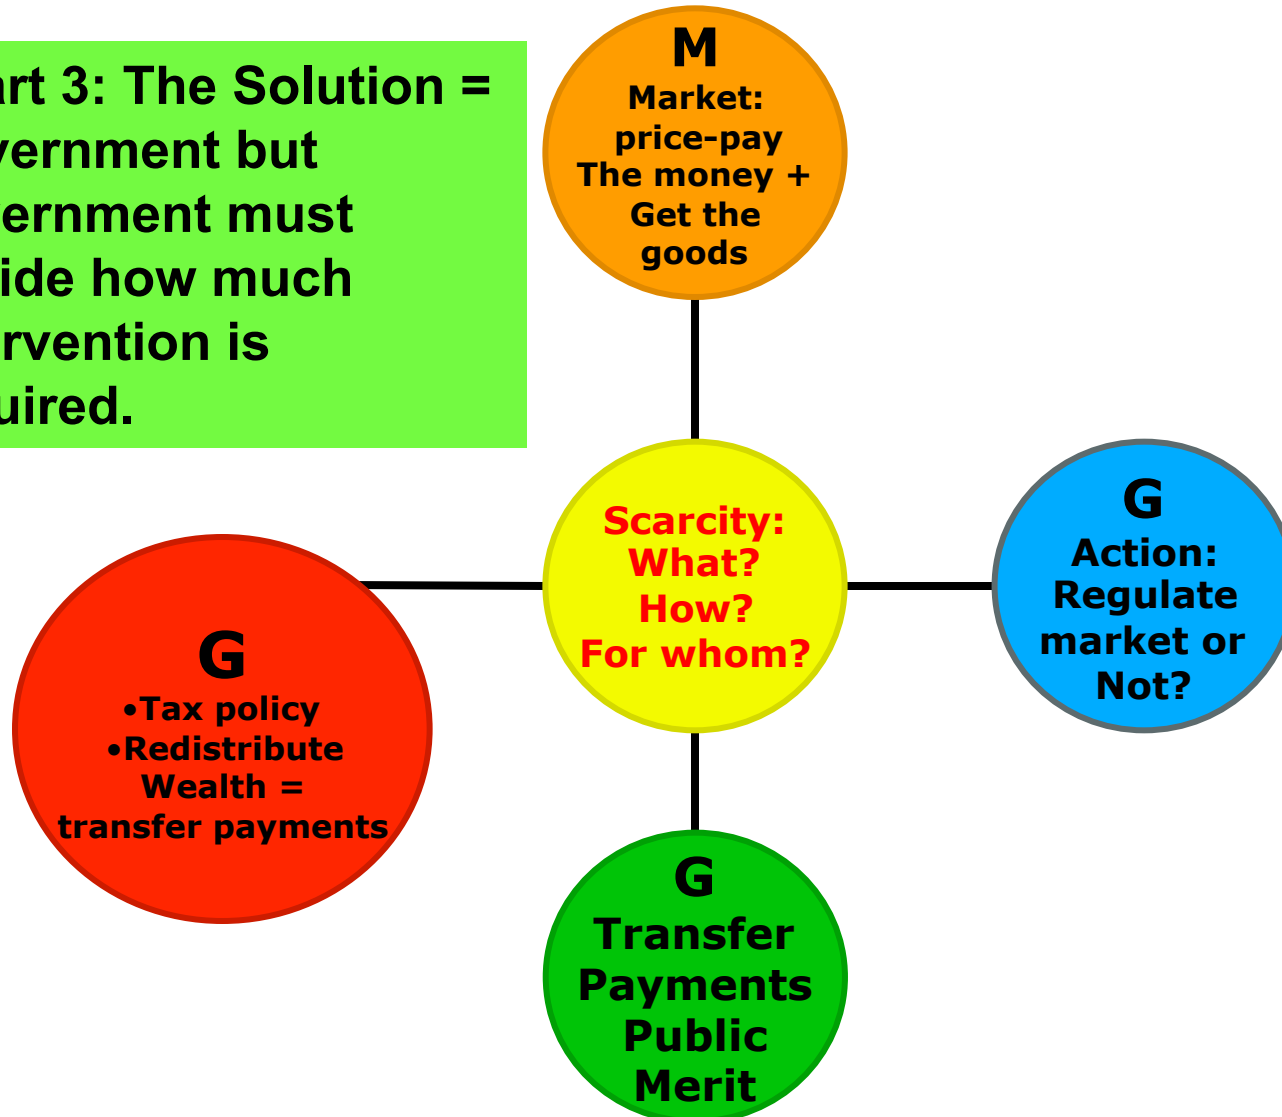 art 3: The Solution =
vernment but
ernment must
ide how much
rvention is
uired.
M
Market:
price-pay
The money +
Get the
goods
Scarcity:
What?
How?
For whom?
G
Action:
Regulate
market or
Not?
G
•Tax policy
•Redistribute
Wealth =
transfer payments
G
Transfer
Payments
Public
Merit